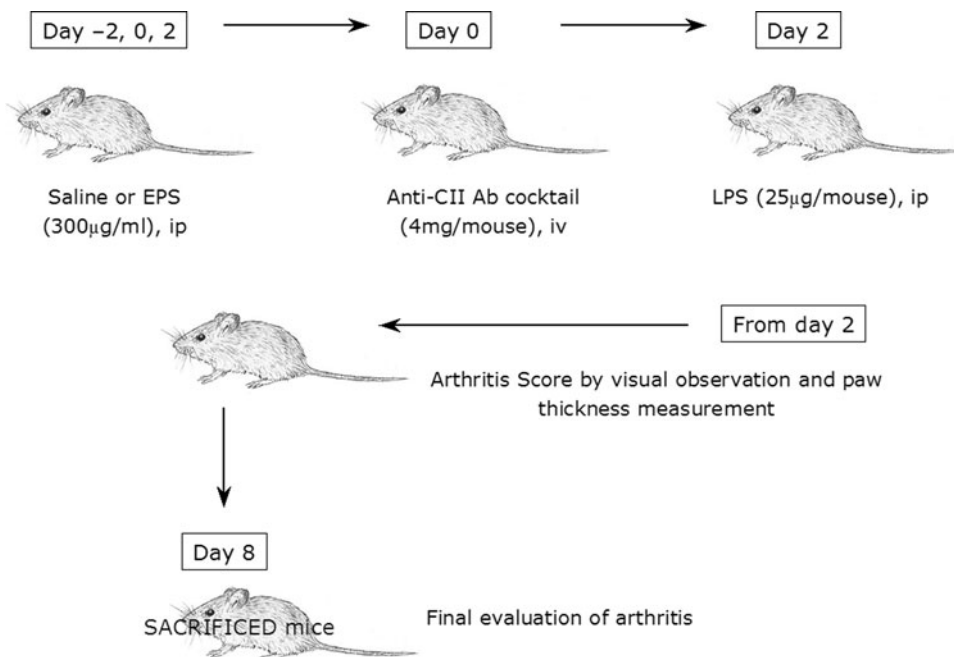 Day –2, 0, 2
Day 0
Day 2
Saline or EPS
(300μg/ml), ip
Anti-CII Ab cocktail
(4mg/mouse), iv
LPS (25μg/mouse), ip
From day 2
Arthritis Score by visual observation and paw
thickness measurement
Day 8
SACRIFICED mice
Final evaluation of arthritis